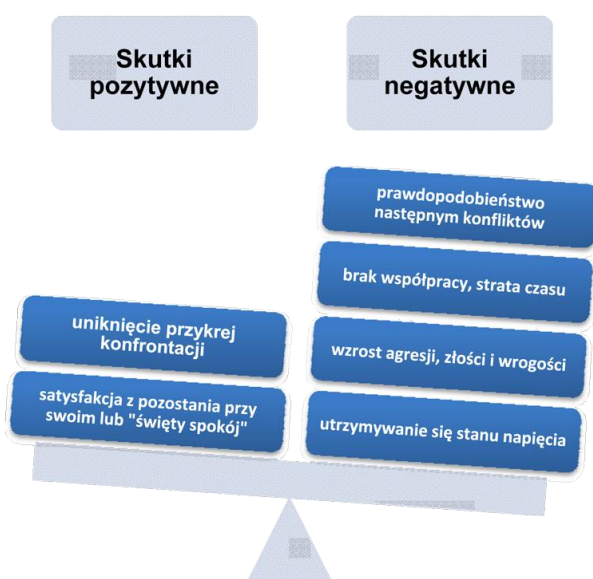 Skutki
pozytywne
Skutki
negatywne
prawdopodobieństwo
następnym konfliktów
brak współpracy, strata czasu
uniknięcie przykrej
konfrontacji
wzrost agresji, złości i wrogości
satysfakcja z pozostania przy
swoim lub "święty spokój"
utrzymywanie się stanu napięcia